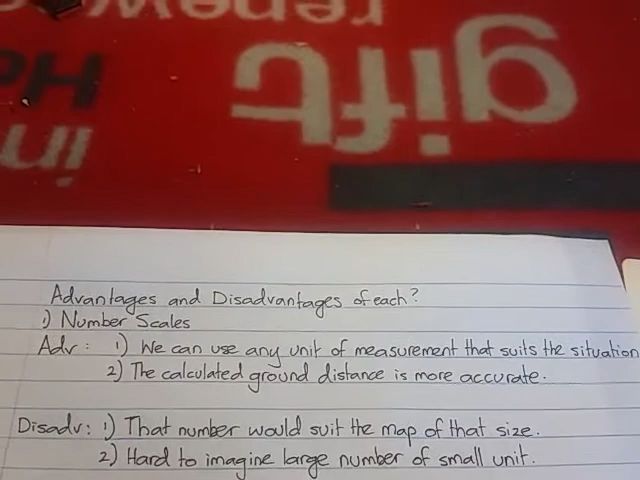 renew
gift
in
Advantages and Disadvantages of each?
1) Number Scales
Adv : 1) We can use any unit of measurement that suits the situation
2) The calculated ground distance is more accurate.
Disadv: 1) That number would suit the map of that size.
2) Hard to imagine large number of small unit.